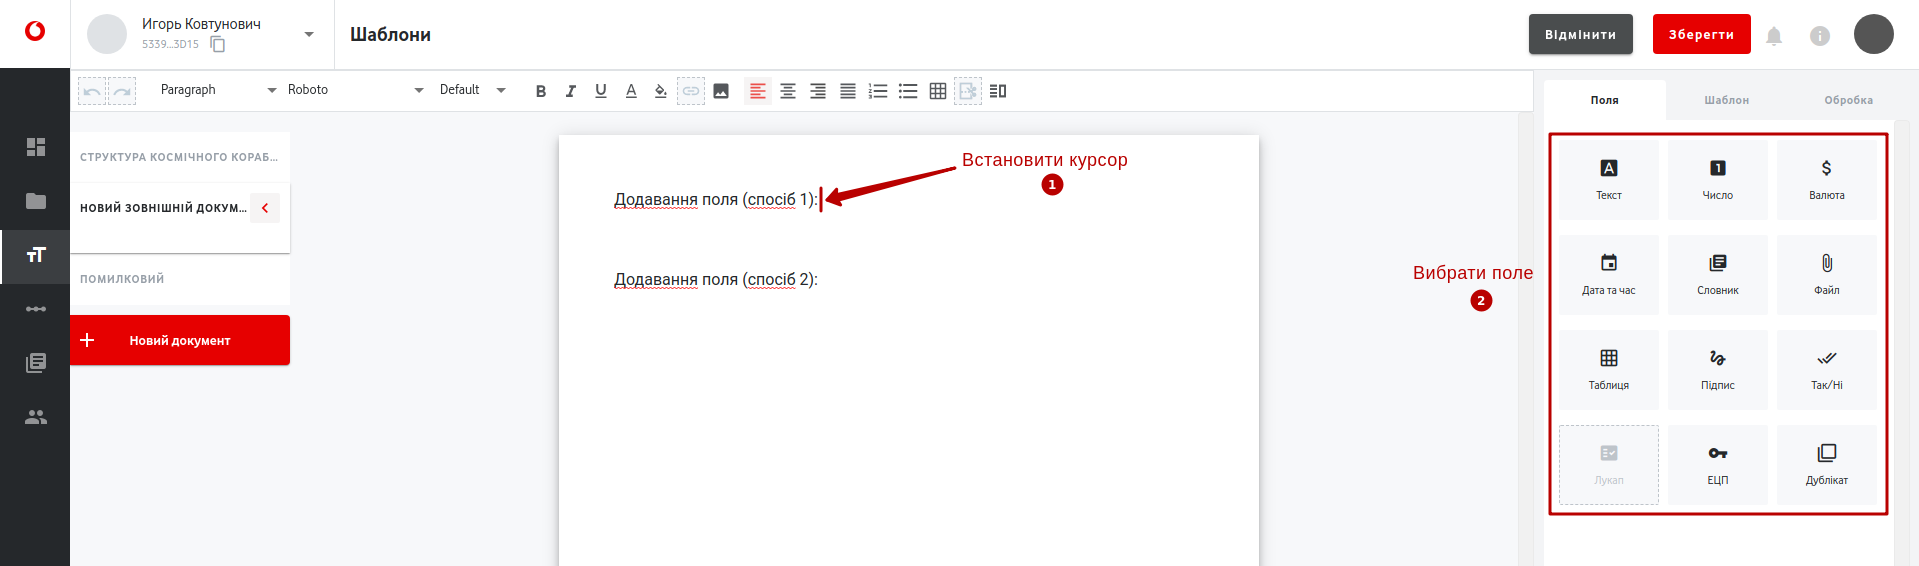 Игорь Ковтунович
5339...3D15
Шаблони
Відмінити
Зберегти
Paragraph
Roboto
Default
B I U A
Поля
Шаблон
Обробка
СТРУКТУРА КОСМІЧНОГО КОРАБ...
НОВИЙ ЗОВНІШНІЙ ДОКУМ...
ПОМИЛКОВИЙ
Новий документ
Встановити курсор
1
Додавання поля (спосіб 1):
Додавання поля (спосіб 2):
Вибрати поле
2
Текст
Число
Валюта
Дата та час
Словник
Файл
Таблиця
Підпис
Так/Ні
Лукап
ЕЦП
Дублікат